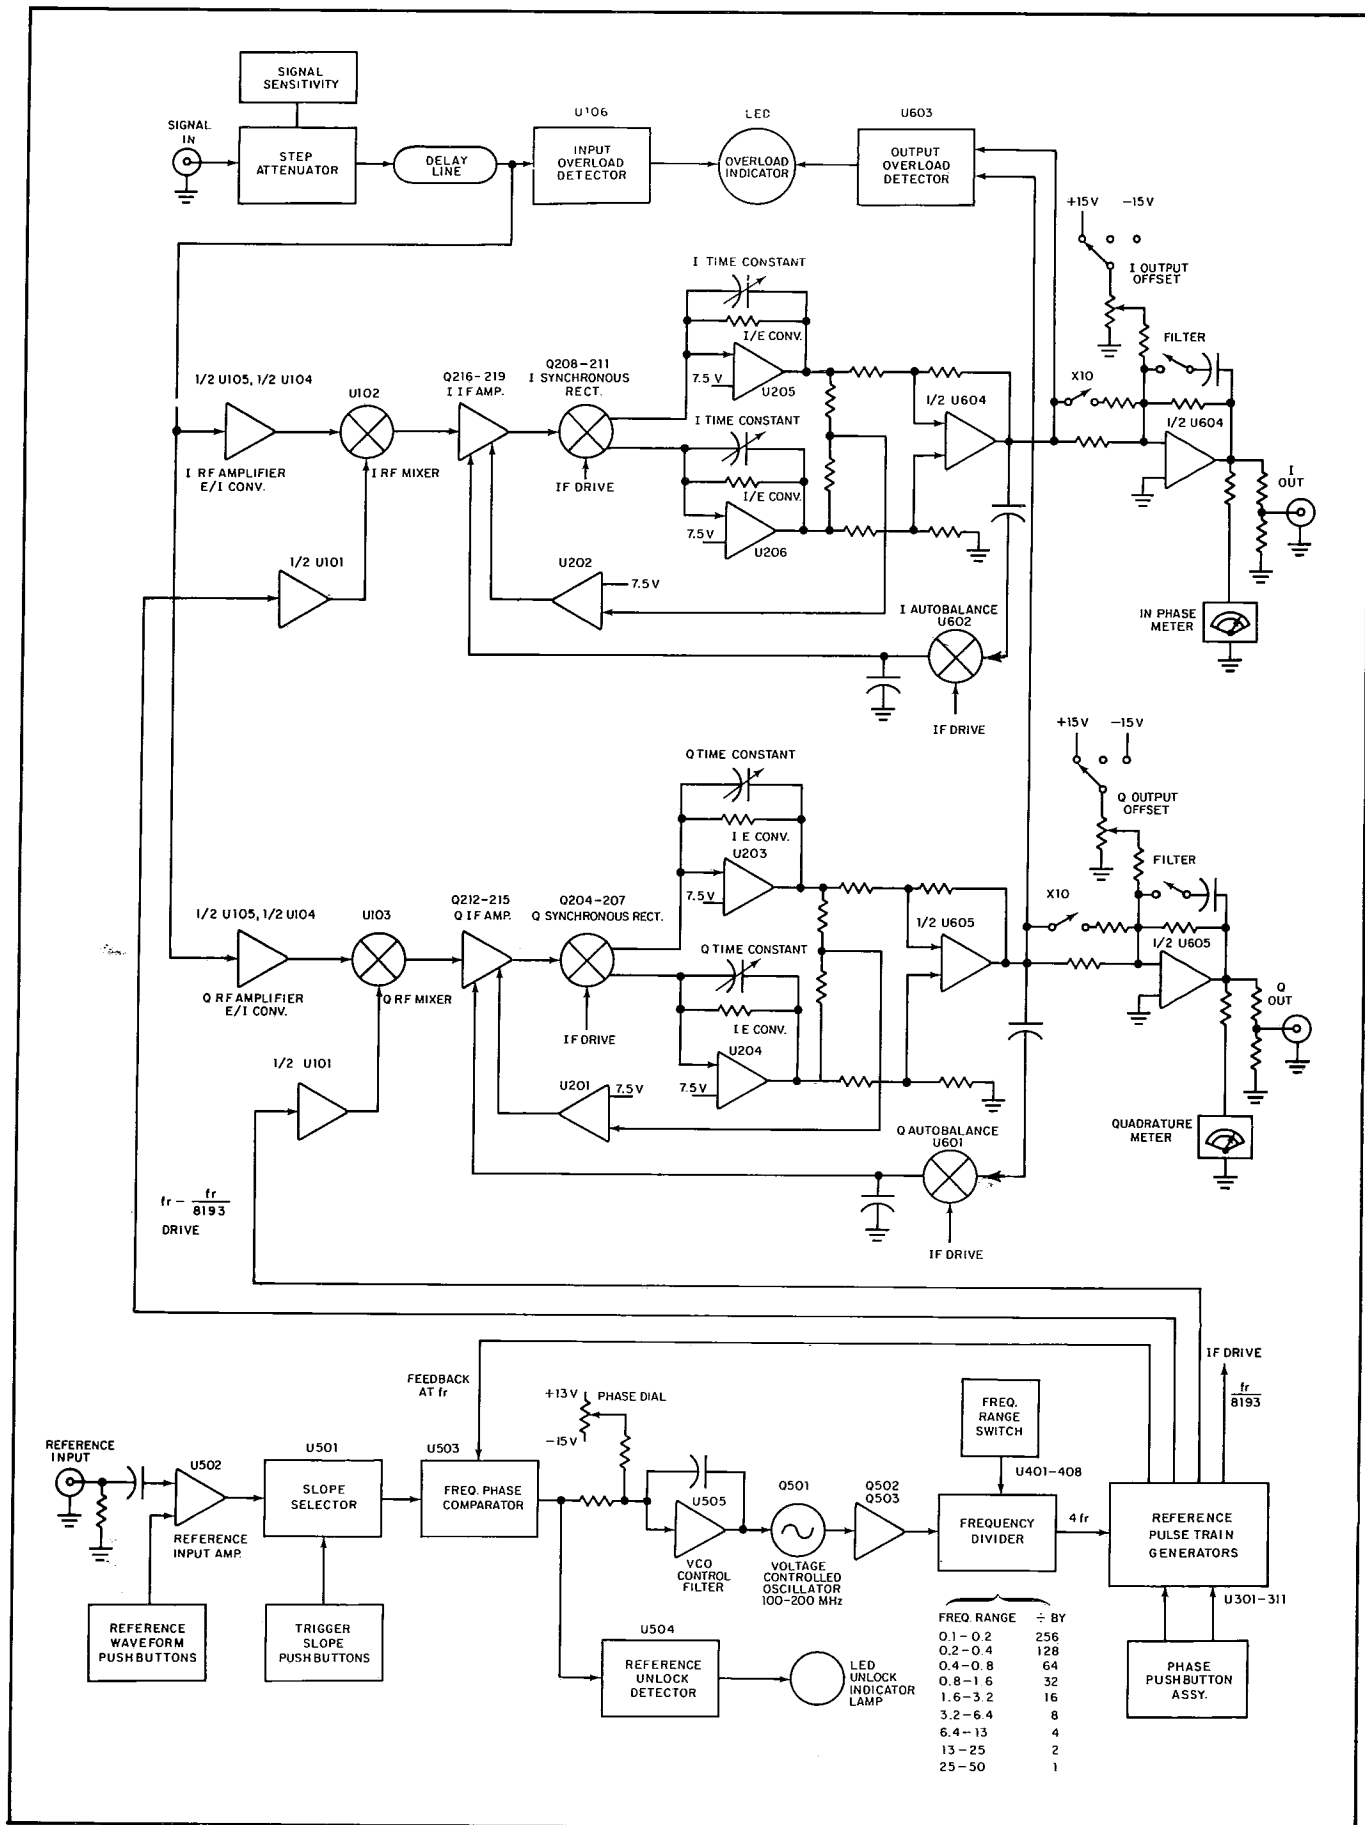 SIGNAL
SENSITIVITY
SIGNAL
IN
STEP
ATTENUATOR
DELAY
LINE
U106
INPUT
OVERLOAD
DETECTOR
LED
OVERLOAD
INDICATOR
U603
OUTPUT
OVERLOAD
DETECTOR
+15V
-15V
I OUTPUT
OFFSET
FILTER
X10
1/2 U604
I
OUT
IN PHASE
METER
I TIME CONSTANT
I/E CONV.
7.5 V
U205
I TIME CONSTANT
I/E CONV.
7.5V
U206
1/2 U604
1/2 U105, 1/2 U104
I RF AMPLIFIER
E/I CONV.
U102
I RF MIXER
Q216-219
I IF AMP.
Q208-211
I SYNCHRONOUS
RECT.
IF DRIVE
1/2 U101
U202
7.5V
I AUTOBALANCE
U602
IF DRIVE
+15V
-15V
Q OUTPUT
OFFSET
FILTER
X10
1/2 U605
Q
OUT
QUADRATURE
METER
Q TIME CONSTANT
I E CONV.
U203
7.5V
Q TIME CONSTANT
I E CONV.
U204
7.5V
1/2 U605
1/2 U105, 1/2 U104
Q RF AMPLIFIER
E/I CONV.
U103
Q RF MIXER
Q212-215
Q IF AMP.
Q204-207
Q SYNCHRONOUS RECT.
IF DRIVE
1/2 U101
U201
7.5V
Q AUTOBALANCE
U601
IF DRIVE
fr - fr/8193
DRIVE
FEEDBACK
AT fr
+13V
PHASE DIAL
-15V
FREQ.
RANGE
SWITCH
IF DRIVE
fr/8193
REFERENCE
INPUT
U502
REFERENCE
INPUT AMP.
U501
SLOPE
SELECTOR
U503
FREQ. PHASE
COMPARATOR
U505
VCO
CONTROL
FILTER
Q501
VOLTAGE
CONTROLLED
OSCILLATOR
100-200 MHz
Q502
Q503
U401-408
FREQUENCY
DIVIDER
4 fr
REFERENCE
PULSE TRAIN
GENERATORS
U301-311
REFERENCE
WAVEFORM
PUSHBUTTONS
TRIGGER
SLOPE
PUSHBUTTONS
U504
REFERENCE
UNLOCK
DETECTOR
LED
UNLOCK
INDICATOR
LAMP
PHASE
PUSHBUTTON
ASSY.
FREQ. RANGE ÷ BY
0.1-0.2 256
0.2-0.4 128
0.4-0.8 64
0.8-1.6 32
1.6-3.2 16
3.2-6.4 8
6.4-13 4
13-25 2
25-50 1